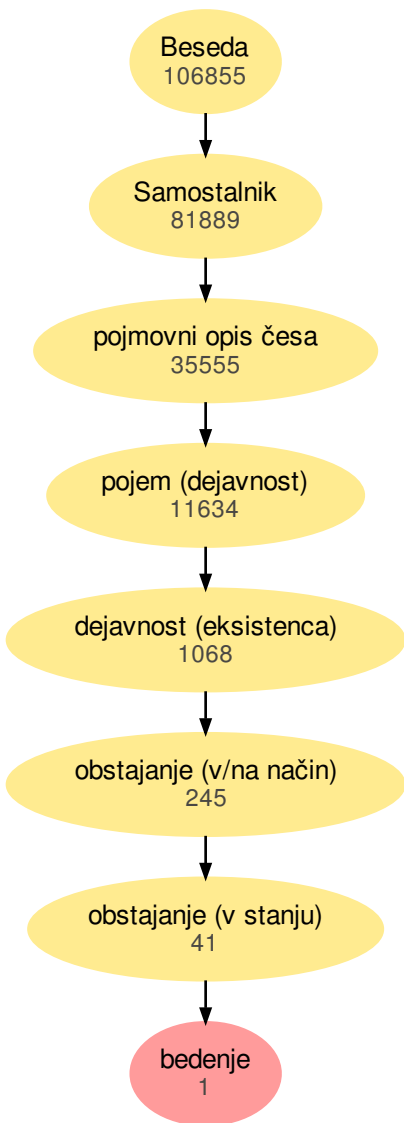 Beseda
106855
Samostalnik
81889
pojmovni opis česa
35555
pojem (dejavnost)
11634
dejavnost (eksistenca)
1068
obstajanje (v/na način)
245
obstajanje (v stanju)
41
bedenje
1